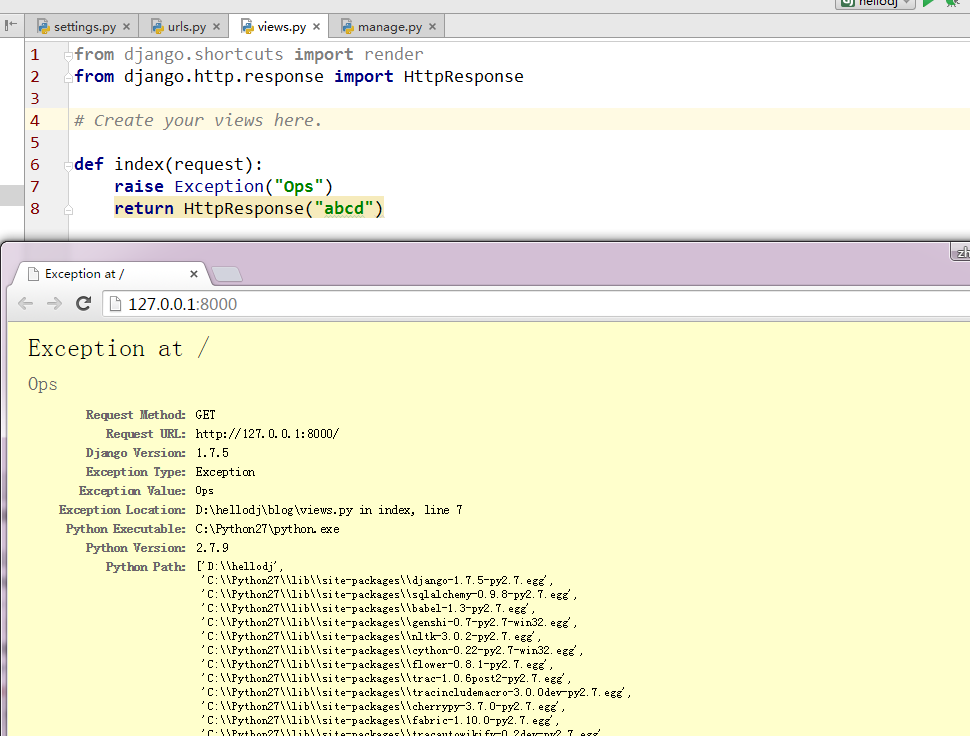 hellodj
settings.py × urls.py × views.py × manage.py ×
1 from django.shortcuts import render
2 from django.http.response import HttpResponse
3
4 # Create your views here.
5
6 def index(request):
7 raise Exception("Ops")
8 return HttpResponse("abcd")
zh
Exception at / ×
127.0.0.1:8000
Exception at /
Ops
Request Method: GET
Request URL: http://127.0.0.1:8000/
Django Version: 1.7.5
Exception Type: Exception
Exception Value: Ops
Exception Location: D:\hellodj\blog\views.py in index, line 7
Python Executable: C:\Python27\python.exe
Python Version: 2.7.9
Python Path: ['D:\\hellodj',
'C:\\Python27\\lib\\site-packages\\django-1.7.5-py2.7.egg',
'C:\\Python27\\lib\\site-packages\\sqlalchemy-0.9.8-py2.7.egg',
'C:\\Python27\\lib\\site-packages\\babel-1.3-py2.7.egg',
'C:\\Python27\\lib\\site-packages\\genshi-0.7-py2.7-win32.egg',
'C:\\Python27\\lib\\site-packages\\nltk-3.0.2-py2.7.egg',
'C:\\Python27\\lib\\site-packages\\cython-0.22-py2.7-win32.egg',
'C:\\Python27\\lib\\site-packages\\flower-0.8.1-py2.7.egg',
'C:\\Python27\\lib\\site-packages\\trac-1.0.6post2-py2.7.egg',
'C:\\Python27\\lib\\site-packages\\tracincludemacro-3.0.0dev-py2.7.egg',
'C:\\Python27\\lib\\site-packages\\cherrypy-3.7.0-py2.7.egg',
'C:\\Python27\\lib\\site-packages\\fabric-1.10.0-py2.7.egg',
'C:\\Python27\\lib\\site-packages\\tracautowikify-0.2dev-py2.7.egg',